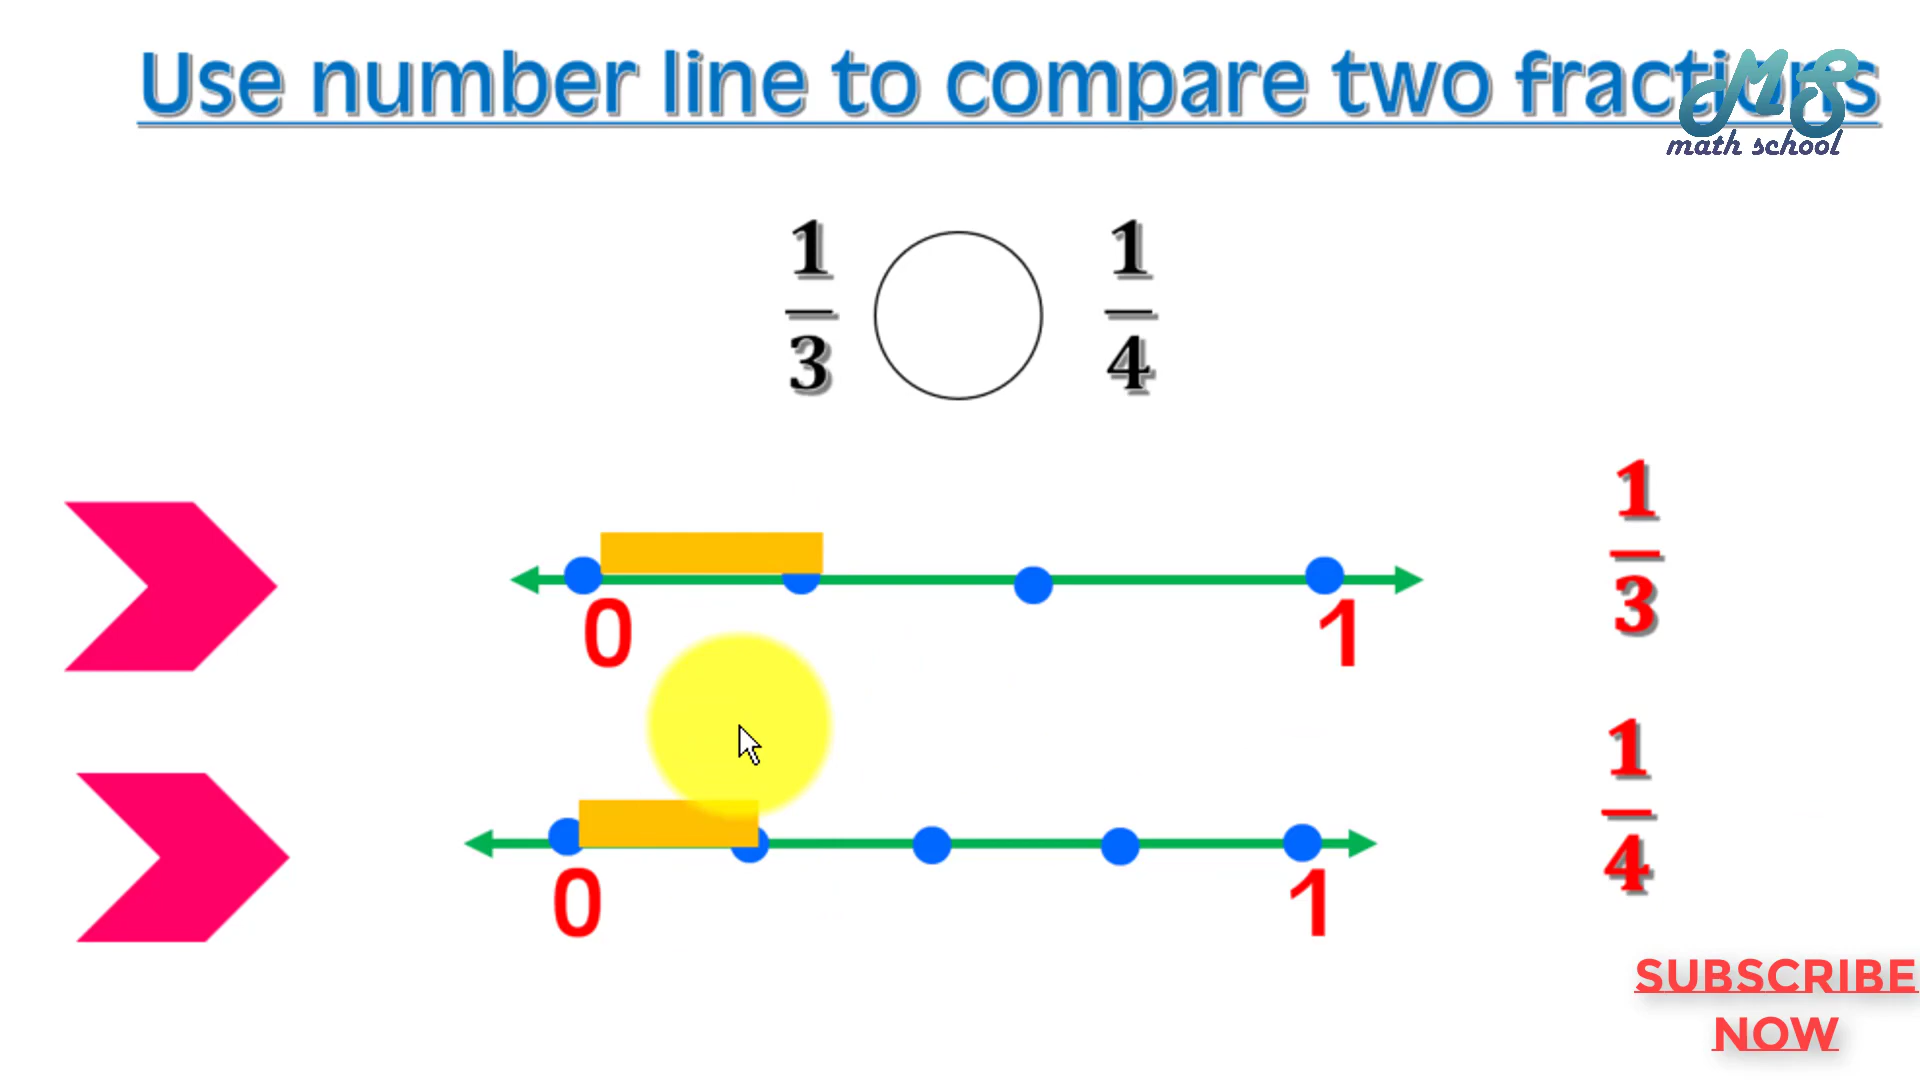 Use number line to compare two fractions
MS
math school
1/3 1/4
1/3
0 1
1/4
0 1
SUBSCRIBE
NOW